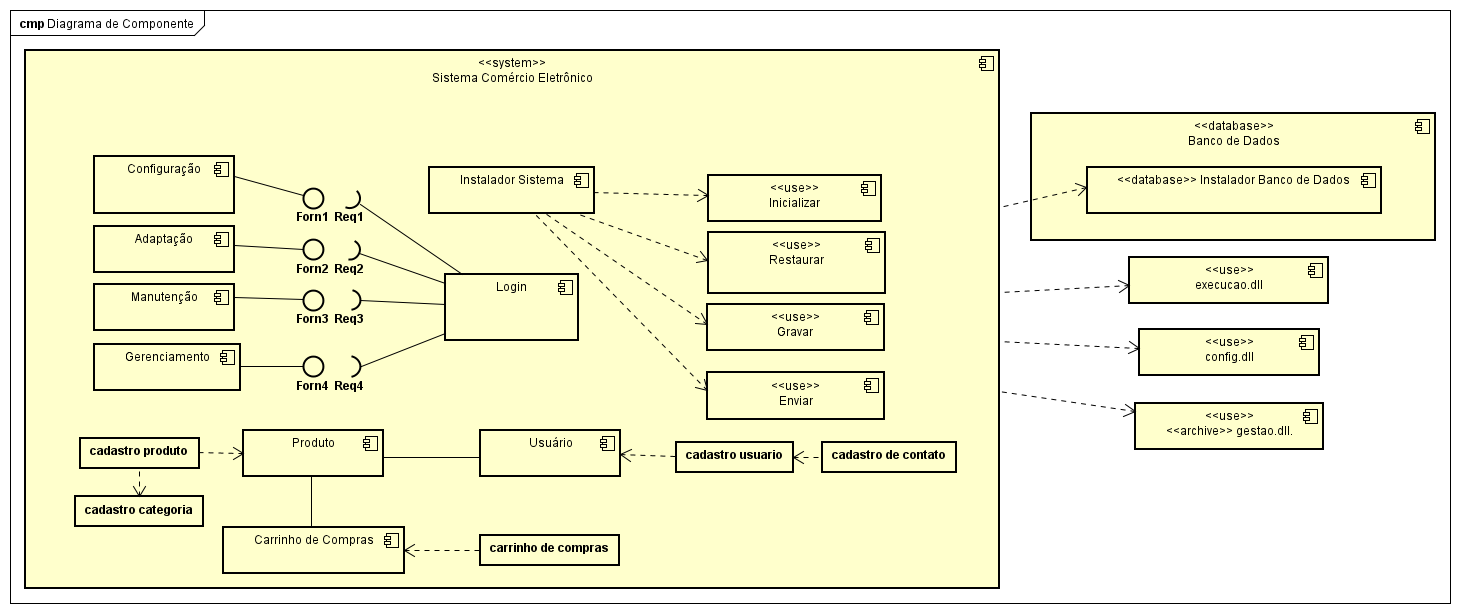 cmp Diagrama de Componente
<<system>>
Sistema Comércio Eletrônico
<<database>>
Banco de Dados
<<database>> Instalador Banco de Dados
Configuração
Forn1 Req1
Instalador Sistema
<<use>>
Inicializar
Adaptação
Forn2 Req2
<<use>>
Restaurar
Manutenção
Forn3 Req3
Login
<<use>>
Gravar
Gerenciamento
Forn4 Req4
<<use>>
Enviar
<<use>>
execucao.dll
<<use>>
config.dll
<<use>>
<<archive>> gestao.dll.
cadastro produto
Produto
Usuário
cadastro usuario
cadastro de contato
cadastro categoria
Carrinho de Compras
carrinho de compras